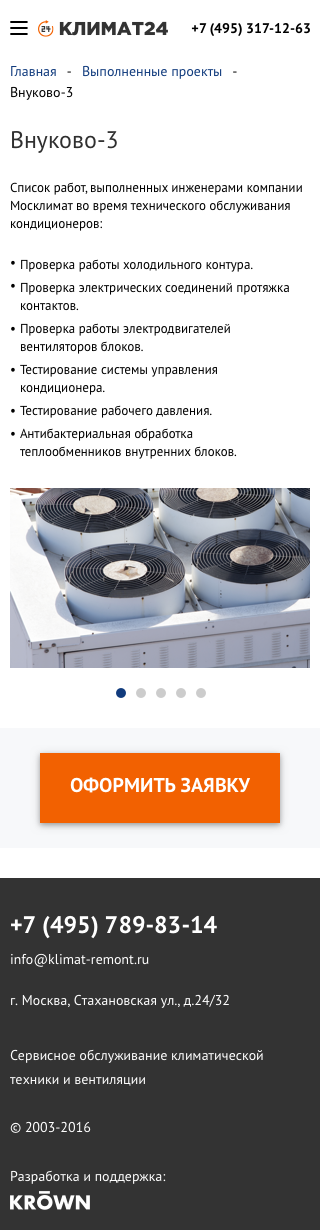 24 КЛИМАТ24 +7 (495) 317-12-63
Главная - Выполненные проекты -
Внуково-3
Внуково-3
Список работ, выполненных инженерами компании
Москлимат во время технического обслуживания
кондиционеров:
• Проверка работы холодильного контура.
• Проверка электрических соединений протяжка
контактов.
• Проверка работы электродвигателей
вентиляторов блоков.
• Тестирование системы управления
кондиционера.
• Тестирование рабочего давления.
• Антибактериальная обработка
теплообменников внутренних блоков.
ОФОРМИТЬ ЗАЯВКУ
+7 (495) 789-83-14
info@klimat-remont.ru
г. Москва, Стахановская ул., д.24/32
Сервисное обслуживание климатической
техники и вентиляции
© 2003-2016
Разработка и поддержка:
KRŌWN